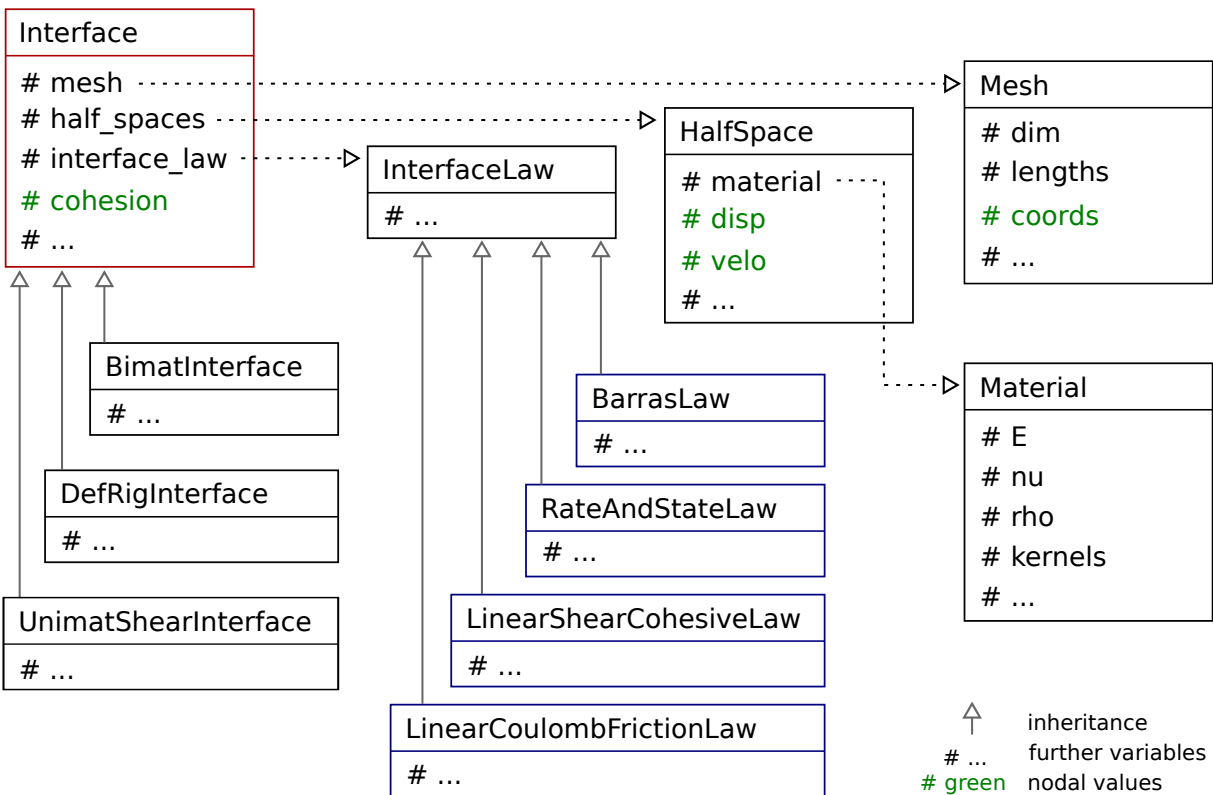 Interface
# mesh
# half_spaces
# interface_law
# cohesion
# ...
InterfaceLaw
# ...
HalfSpace
# material
# disp
# velo
# ...
Mesh
# dim
# lengths
# coords
# ...
BimatInterface
# ...
DefRigInterface
# ...
UnimatShearInterface
# ...
BarrasLaw
# ...
RateAndStateLaw
# ...
LinearShearCohesiveLaw
# ...
LinearCoulombFrictionLaw
# ...
Material
# E
# nu
# rho
# kernels
# ...
inheritance
# ... further variables
# green nodal values